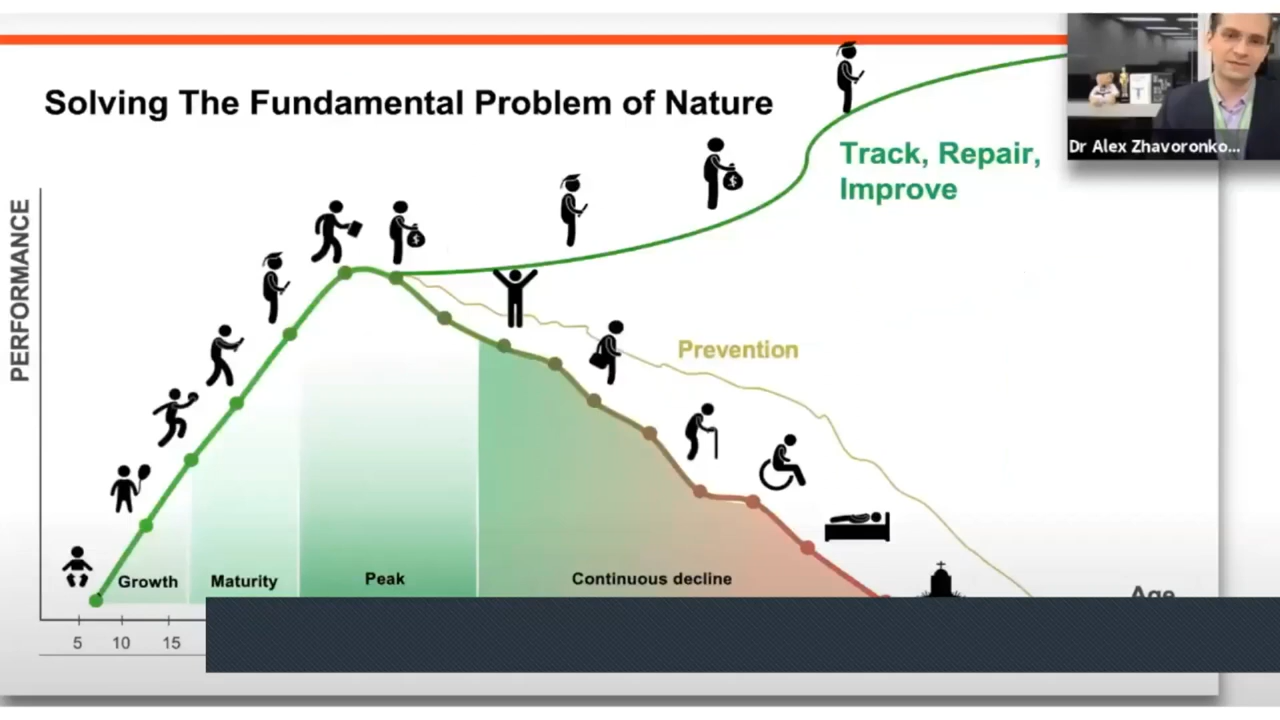 Solving The Fundamental Problem of Nature
Dr Alex Zhavoronko...
Track, Repair,
Improve
PERFORMANCE
$
$
Prevention
Growth
Maturity
Peak
Continuous decline
Age
5
10
15